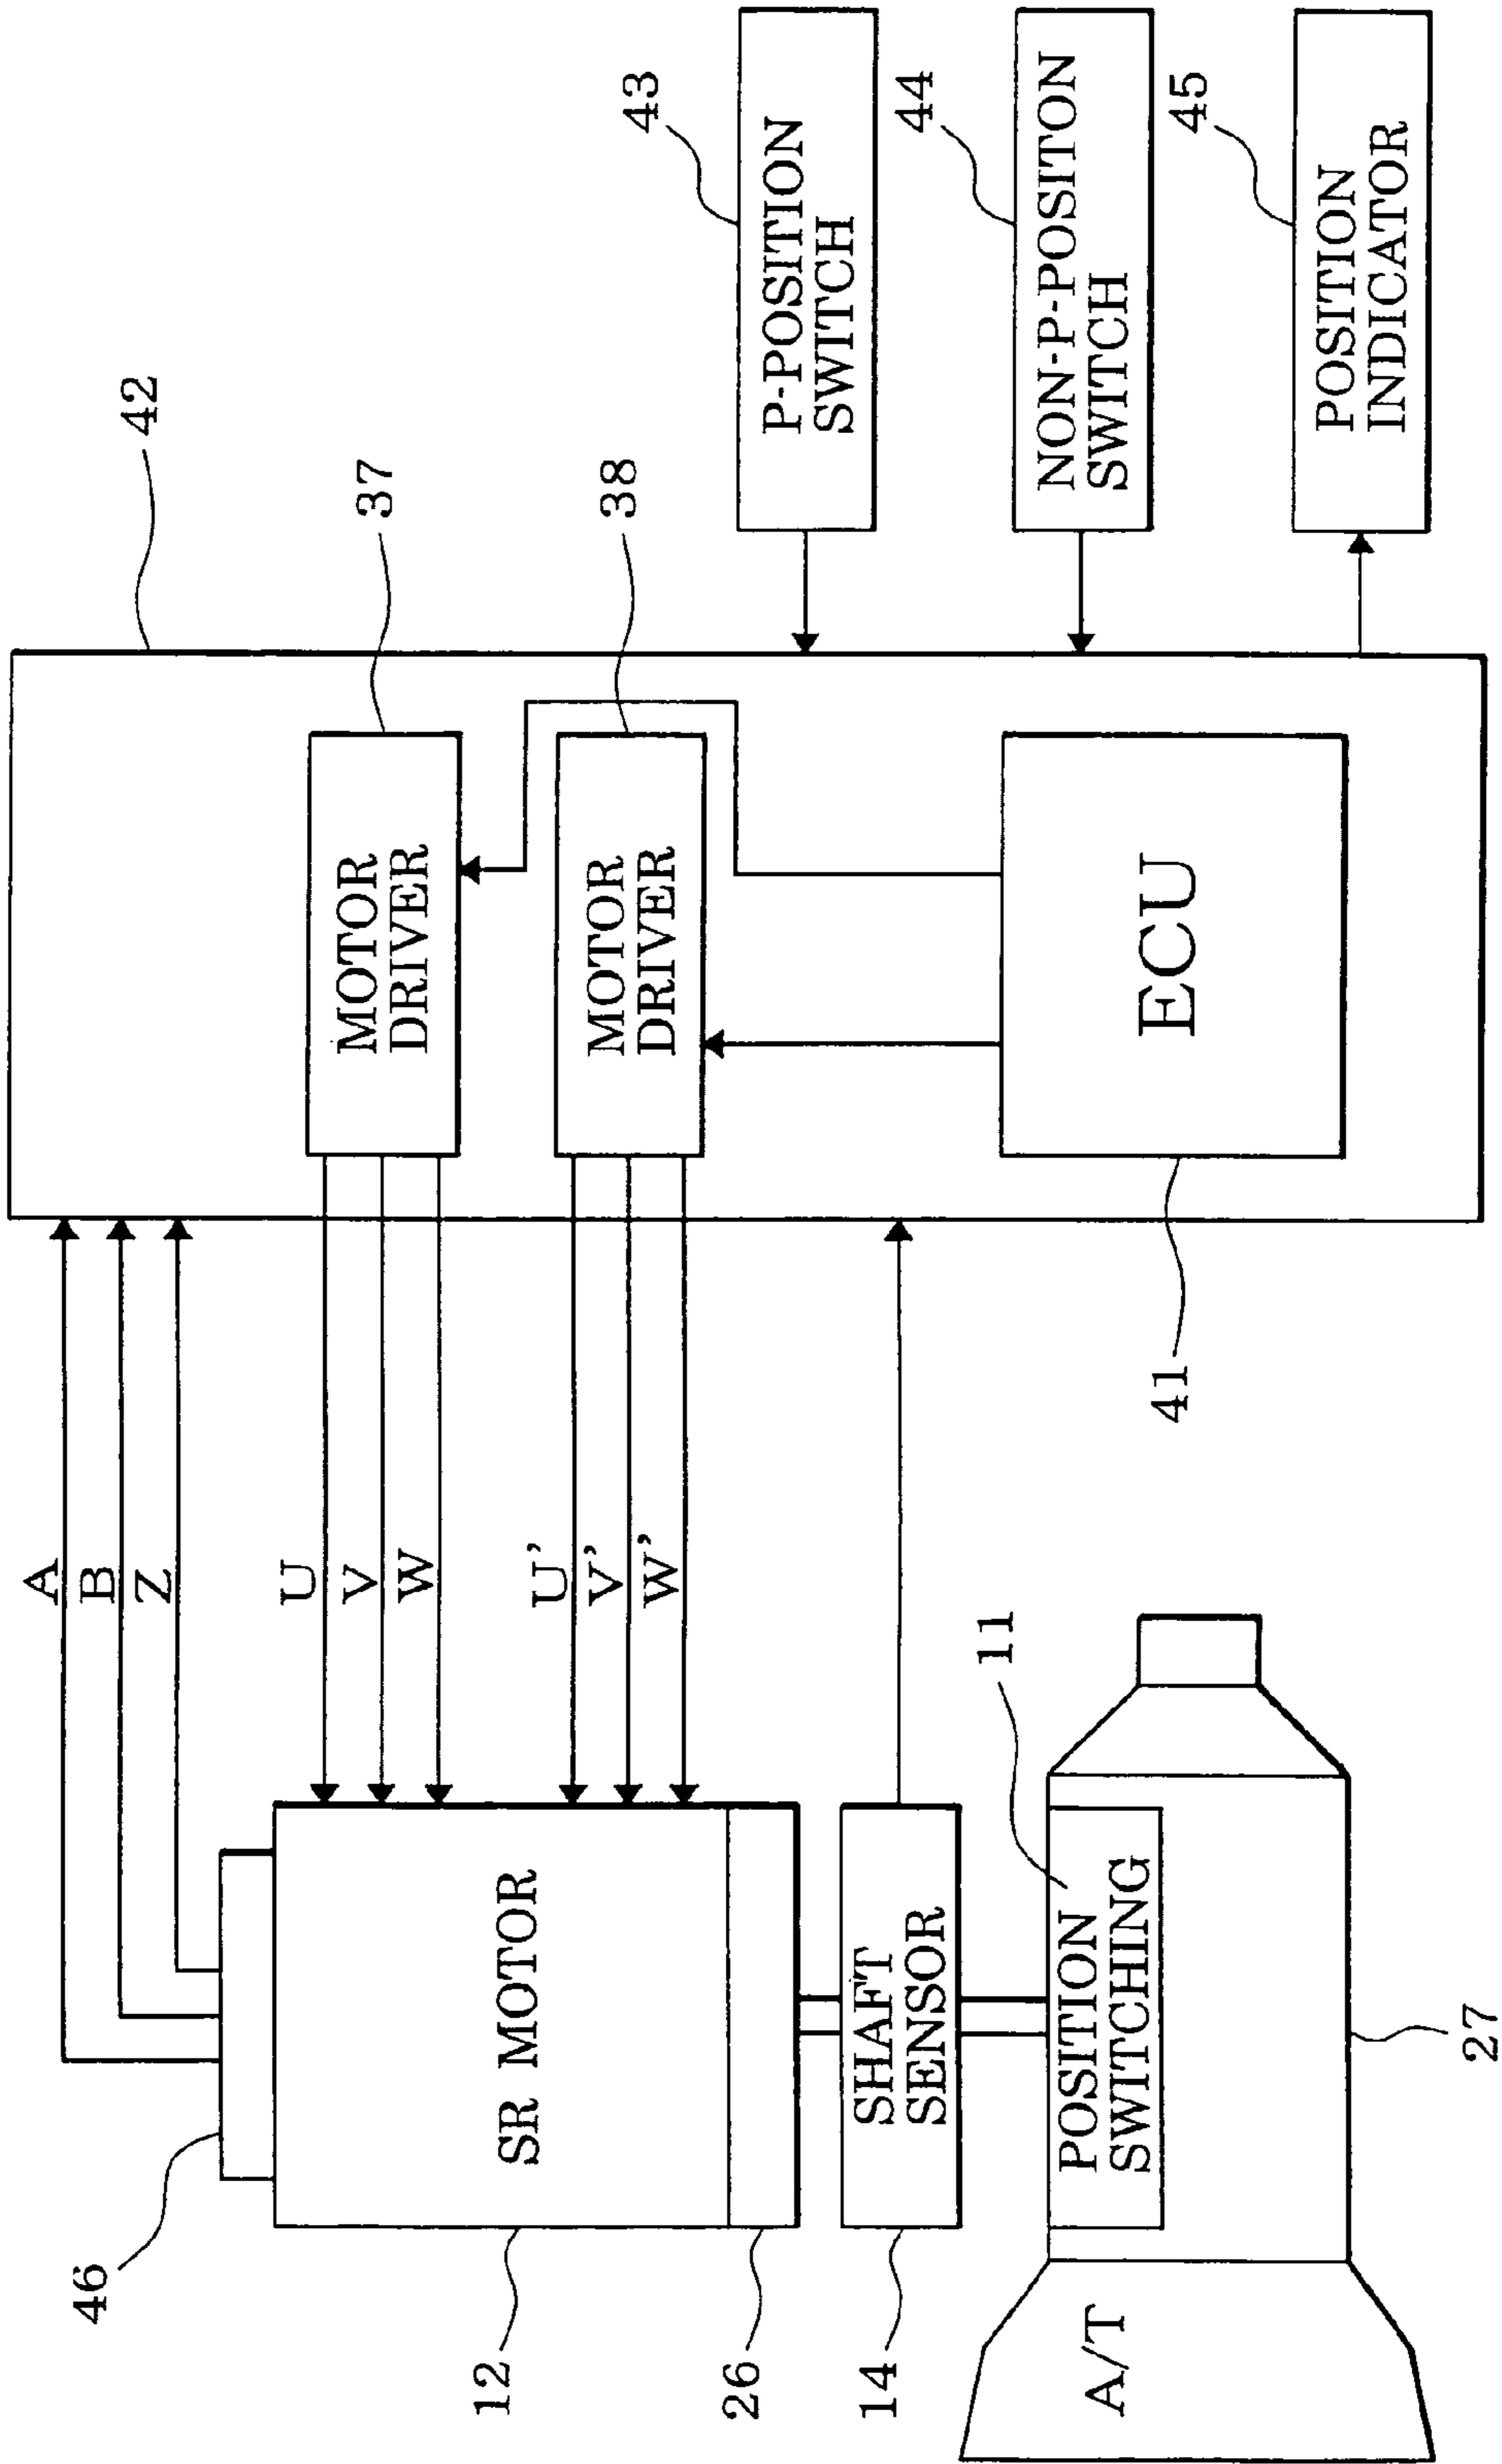 A
B
Z
U
V
W
U'
V'
W'
46
12
26
14
SR MOTOR
SHAFT
SENSOR
11
POSITION
SWITCHING
A/T
27
42
37
MOTOR
DRIVER
38
MOTOR
DRIVER
ECU
41
43
P-POSITION
SWITCH
44
NON-P-POSITON
SWITCH
45
POSITION
INDICATOR